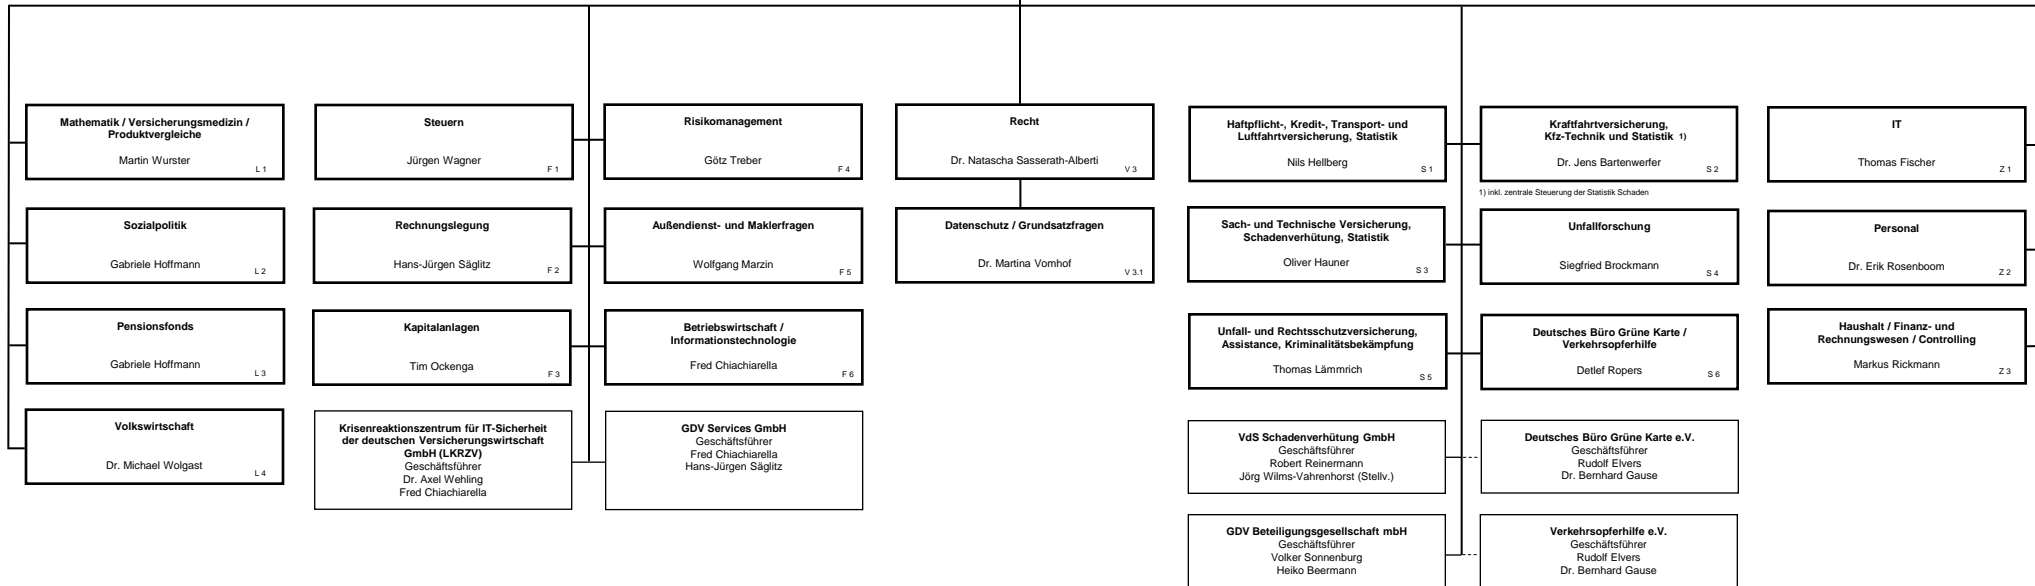 Mathematik / Versicherungsmedizin /
Produktvergleiche
Martin Wurster
L 1
Steuern
Jürgen Wagner
F 1
Risikomanagement
Götz Treber
F 4
Recht
Dr. Natascha Sasserath-Alberti
V 3
Haftpflicht-, Kredit-, Transport- und
Luftfahrtversicherung, Statistik
Nils Hellberg
S 1
Kraftfahrtversicherung,
Kfz-Technik und Statistik 1)
Dr. Jens Bartenwerfer
S 2
1) inkl. zentrale Steuerung der Statistik Schaden
IT
Thomas Fischer
Z 1
Sozialpolitik
Gabriele Hoffmann
L 2
Rechnungslegung
Hans-Jürgen Säglitz
F 2
Außendienst- und Maklerfragen
Wolfgang Marzin
F 5
Datenschutz / Grundsatzfragen
Dr. Martina Vomhof
V 3.1
Sach- und Technische Versicherung,
Schadenverhütung, Statistik
Oliver Hauner
S 3
Unfallforschung
Siegfried Brockmann
S 4
Personal
Dr. Erik Rosenboom
Z 2
Pensionsfonds
Gabriele Hoffmann
L 3
Kapitalanlagen
Tim Ockenga
F 3
Betriebswirtschaft /
Informationstechnologie
Fred Chiachiarella
F 6
Unfall- und Rechtsschutzversicherung,
Assistance, Kriminalitätsbekämpfung
Thomas Lämmrich
S 5
Deutsches Büro Grüne Karte /
Verkehrsopferhilfe
Detlef Ropers
S 6
Haushalt / Finanz- und
Rechnungswesen / Controlling
Markus Rickmann
Z 3
Volkswirtschaft
Dr. Michael Wolgast
L 4
Krisenreaktionszentrum für IT-Sicherheit
der deutschen Versicherungswirtschaft
GmbH (LKRZV)
Geschäftsführer
Dr. Axel Wehling
Fred Chiachiarella
GDV Services GmbH
Geschäftsführer
Fred Chiachiarella
Hans-Jürgen Säglitz
VdS Schadenverhütung GmbH
Geschäftsführer
Robert Reinermann
Jörg Wilms-Vahrenhorst (Stellv.)
Deutsches Büro Grüne Karte e.V.
Geschäftsführer
Rudolf Elvers
Dr. Bernhard Gause
GDV Beteiligungsgesellschaft mbH
Geschäftsführer
Volker Sonnenburg
Heiko Beermann
Verkehrsopferhilfe e.V.
Geschäftsführer
Rudolf Elvers
Dr. Bernhard Gause